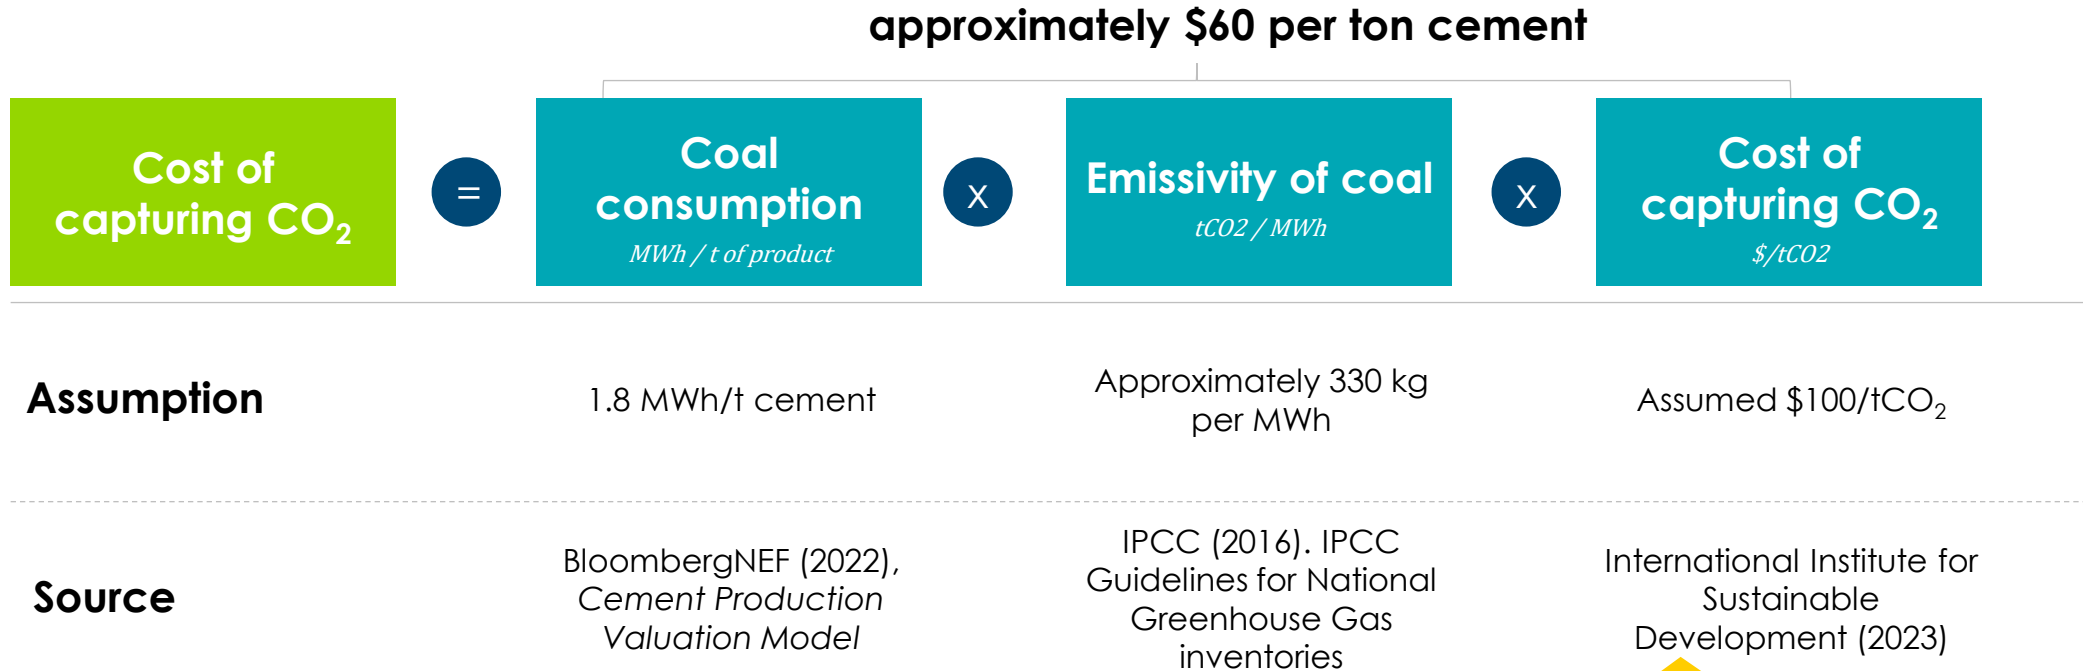 approximately $60 per ton cement
Cost of
capturing CO₂
=
Coal
consumption
MWh / t of product
x
Emissivity of coal
tCO2 / MWh
x
Cost of
capturing CO₂
$/tCO2
Assumption
1.8 MWh/t cement
Approximately 330 kg
per MWh
Assumed $100/tCO₂
Source
BloombergNEF (2022),
Cement Production
Valuation Model
IPCC (2016). IPCC
Guidelines for National
Greenhouse Gas
inventories
International Institute for
Sustainable
Development (2023)